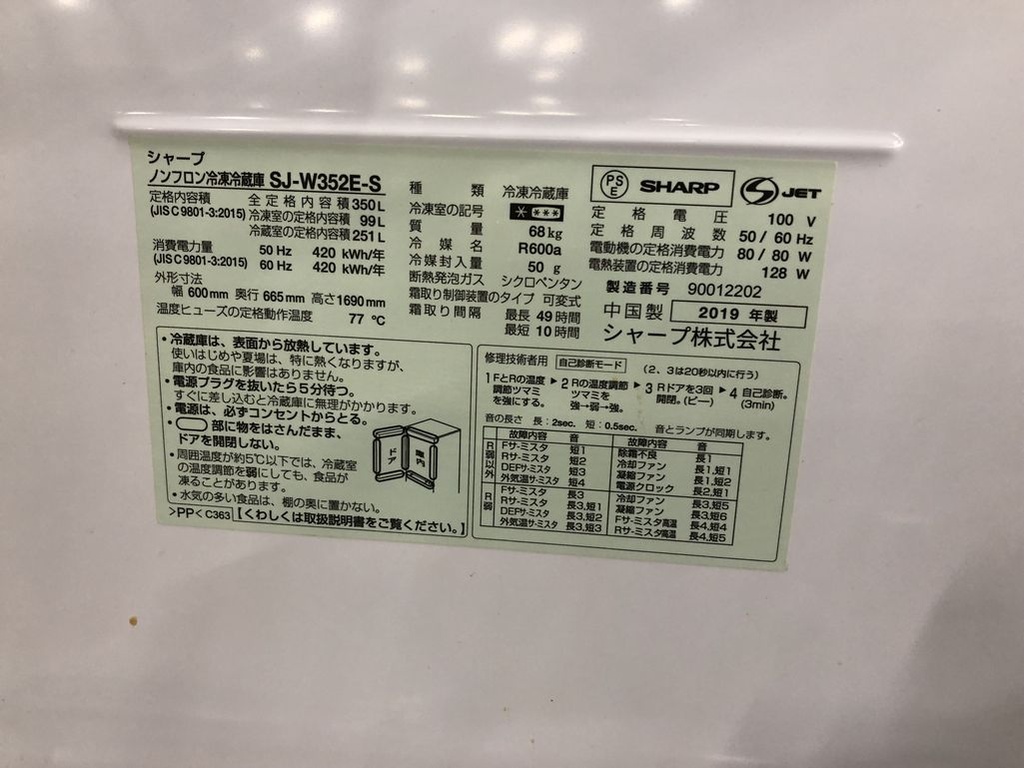 シャープ
ノンフロン冷凍冷蔵庫 SJ-W352E-S
定格内容積 全定格内容積 350L
(JIS C 9801-3:2015) 冷凍室の定格内容積 99L
冷蔵室の定格内容積 251L
消費電力量 50 Hz 420 kWh/年
(JIS C 9801-3:2015) 60 Hz 420 kWh/年
外形寸法
幅 600mm 奥行 665mm 高さ1690mm
温度ヒューズの定格動作温度 77 ℃
種類 冷凍冷蔵庫
冷凍室の記号 ****
質量 68kg
冷媒名 R600a
冷媒封入量 50 g
断熱発泡ガス シクロペンタン
霜取り制御装置のタイプ 可変式
霜取り間隔 最長 49時間
最短 10時間
PS E SHARP S JET
定格電圧 100 V
定格周波数 50 / 60 Hz
電動機の定格消費電力 80 / 80 W
電熱装置の定格消費電力 128 W
製造番号 90012202
中国製 2019 年製
シャープ株式会社
・冷蔵庫は、表面から放熱しています。
使いはじめや夏場は、特に熱くなりますが、
庫内の食品に影響はありません。
・電源プラグを抜いたら5分待つ。
すぐに差し込むと冷蔵庫に無理がかかります。
・電源は、必ずコンセントからとる。
・ 部に物をはさんだまま、
ドアを開閉しない。
・周囲温度が約5℃以下では、冷蔵室
の温度調節を弱にしても、食品が
凍ることがあります。
・水気の多い食品は、棚の奥に置かない。
ドア 庫内
>PP< C363 【くわしくは取扱説明書をご覧ください。】
修理技術者用 自己診断モード (2、3は20秒以内に行う)
1 FとRの温度調節ツマミを強にする。 ▶ 2 Rの温度調節ツマミを強→弱→強。 ▶ 3 Rドアを3回開閉。(ピー) ▶ 4 自己診断。(3min)
音の長さ 長:2sec. 短:0.5sec. 音とランプが同期します。
故障内容 音 故障内容 音
R弱以外 Fサ-ミスタ 短1 除霜不良 長1
Rサ-ミスタ 短2 冷却ファン 長1,短1
DEFサ-ミスタ 短3 凝縮ファン 長1,短2
外気温サ-ミスタ 短4 電源クロック 長2,短1
R弱 Fサ-ミスタ 長3 冷却ファン 長3,短5
Rサ-ミスタ 長3,短1 凝縮ファン 長3,短6
DEFサ-ミスタ 長3,短2 Fサ-ミスタ高温 長4,短4
外気温サ-ミスタ 長3,短3 Rサ-ミスタ高温 長4,短5